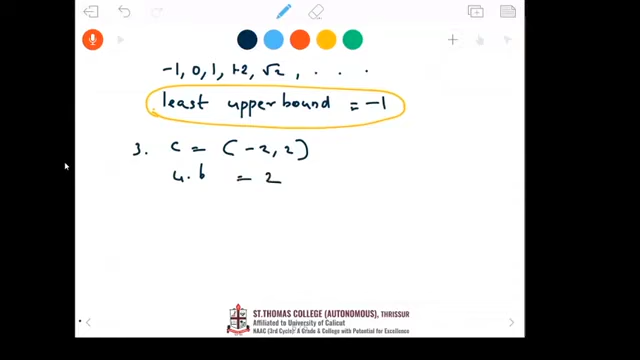 -1, 0, 1, +2, √2, . . .
least upper bound = -1
3. C = (-2, 2)
u.b = 2
ST.THOMAS COLLEGE (AUTONOMOUS), THRISSUR
Affiliated to University of Calicut
NAAC (3rd Cycle) A Grade & College with Potential for Excellence